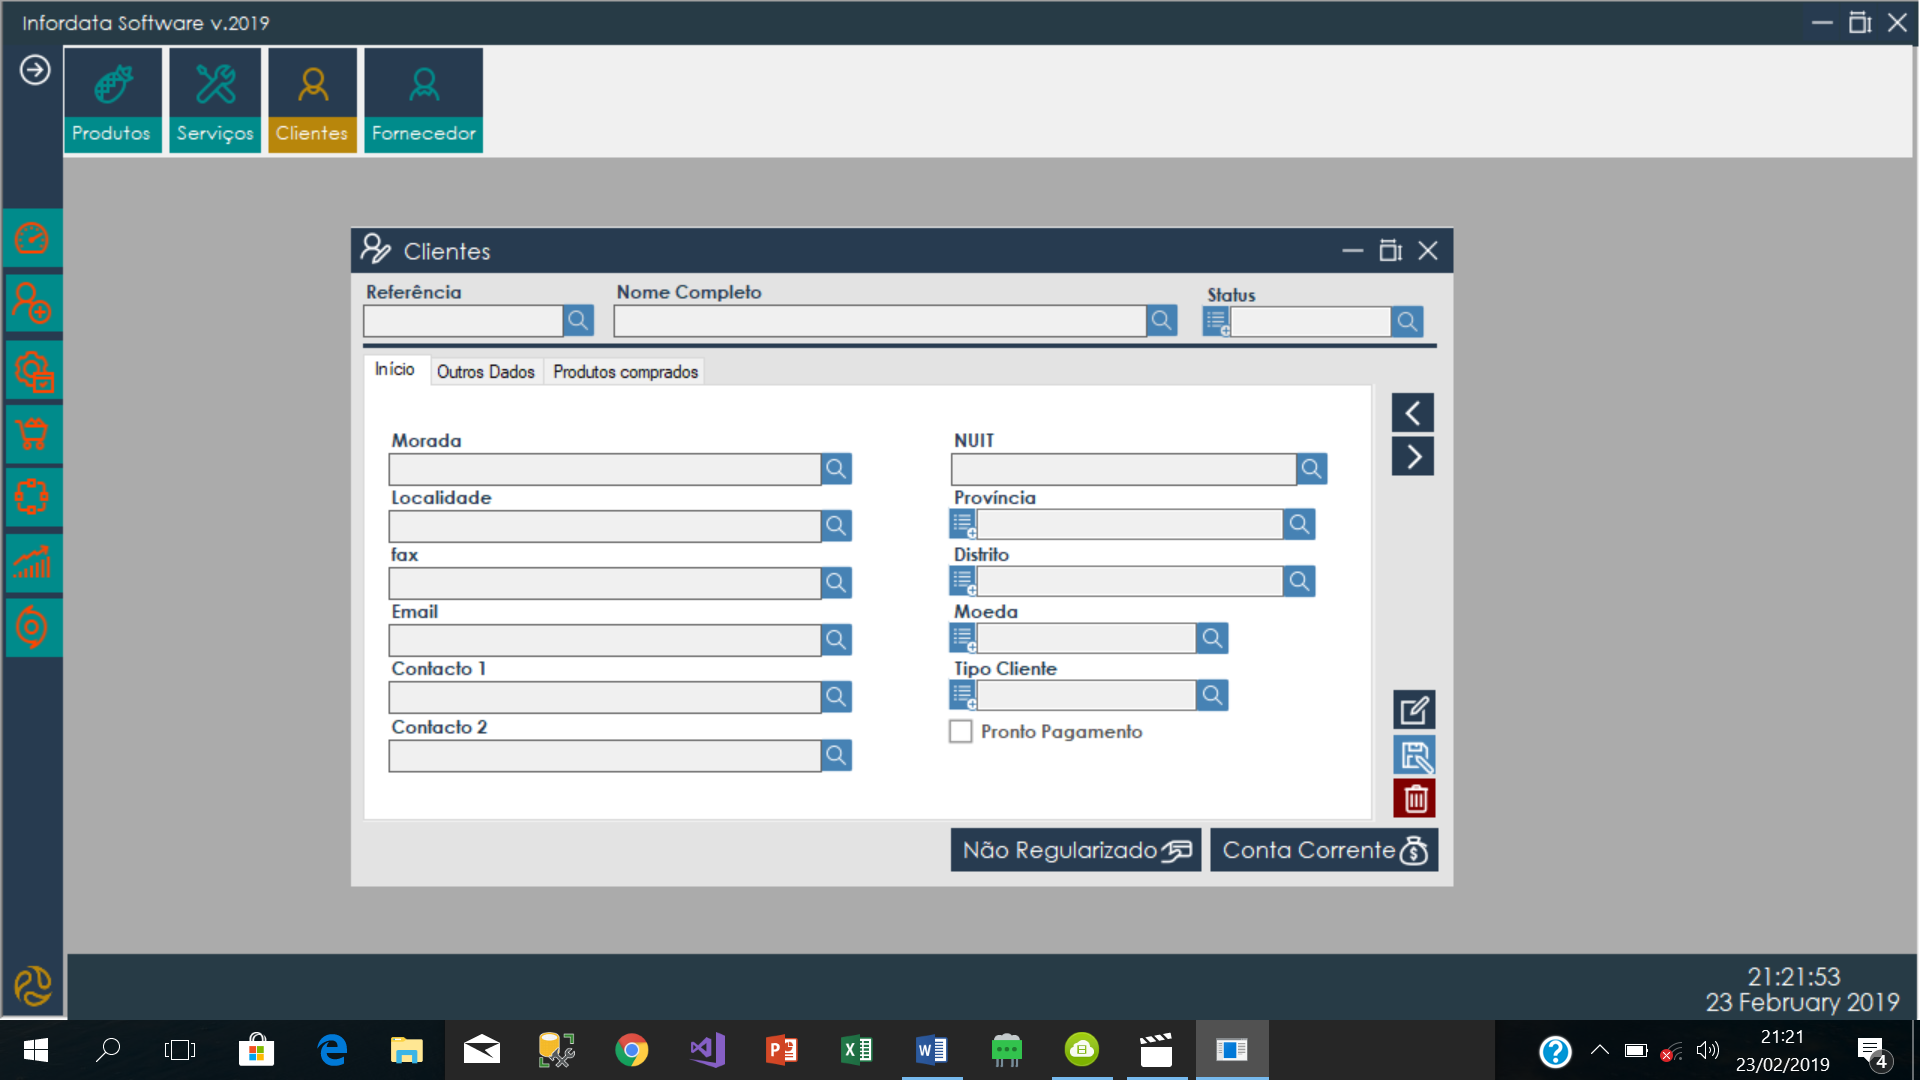 Infordata Software v.2019
Produtos
Serviços
Clientes
Fornecedor
Clientes
Referência
Nome Completo
Status
Início
Outros Dados
Produtos comprados
Morada
NUIT
Localidade
Província
fax
Distrito
Email
Moeda
Contacto 1
Tipo Cliente
Contacto 2
Pronto Pagamento
Não Regularizado
Conta Corrente
21:21:53
23 February 2019
21:21
23/02/2019
4